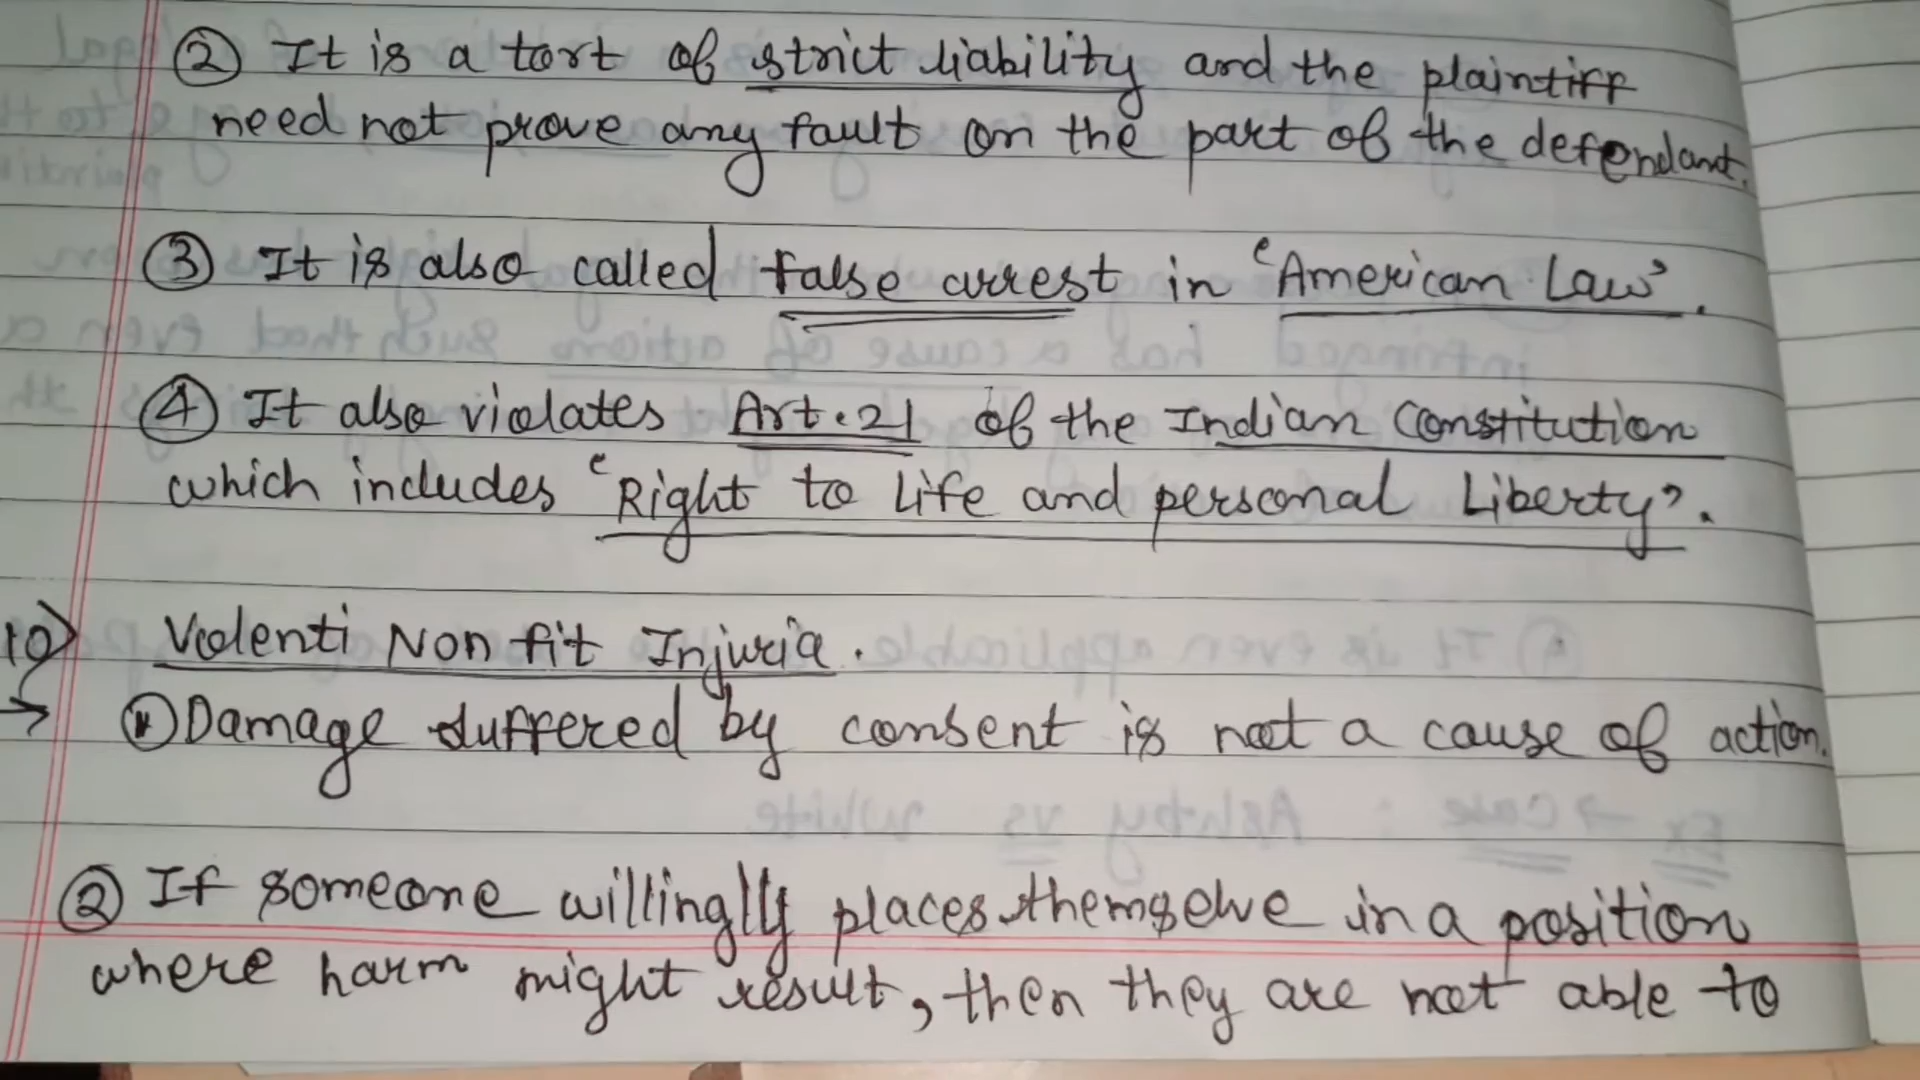 ② It is a tort of strict liability and the plaintiff
need not prove any fault on the part of the defendant.
③ It is also called false arrest in 'American Law'.
④ It also violates Art. 21 of the Indian Constitution
which includes 'Right to Life and personal Liberty'.
10) Volenti Non fit Injuria.
→ ① Damage suffered by consent is not a cause of action.
② If someone willingly places themselve in a position
where harm might result, then they are not able to